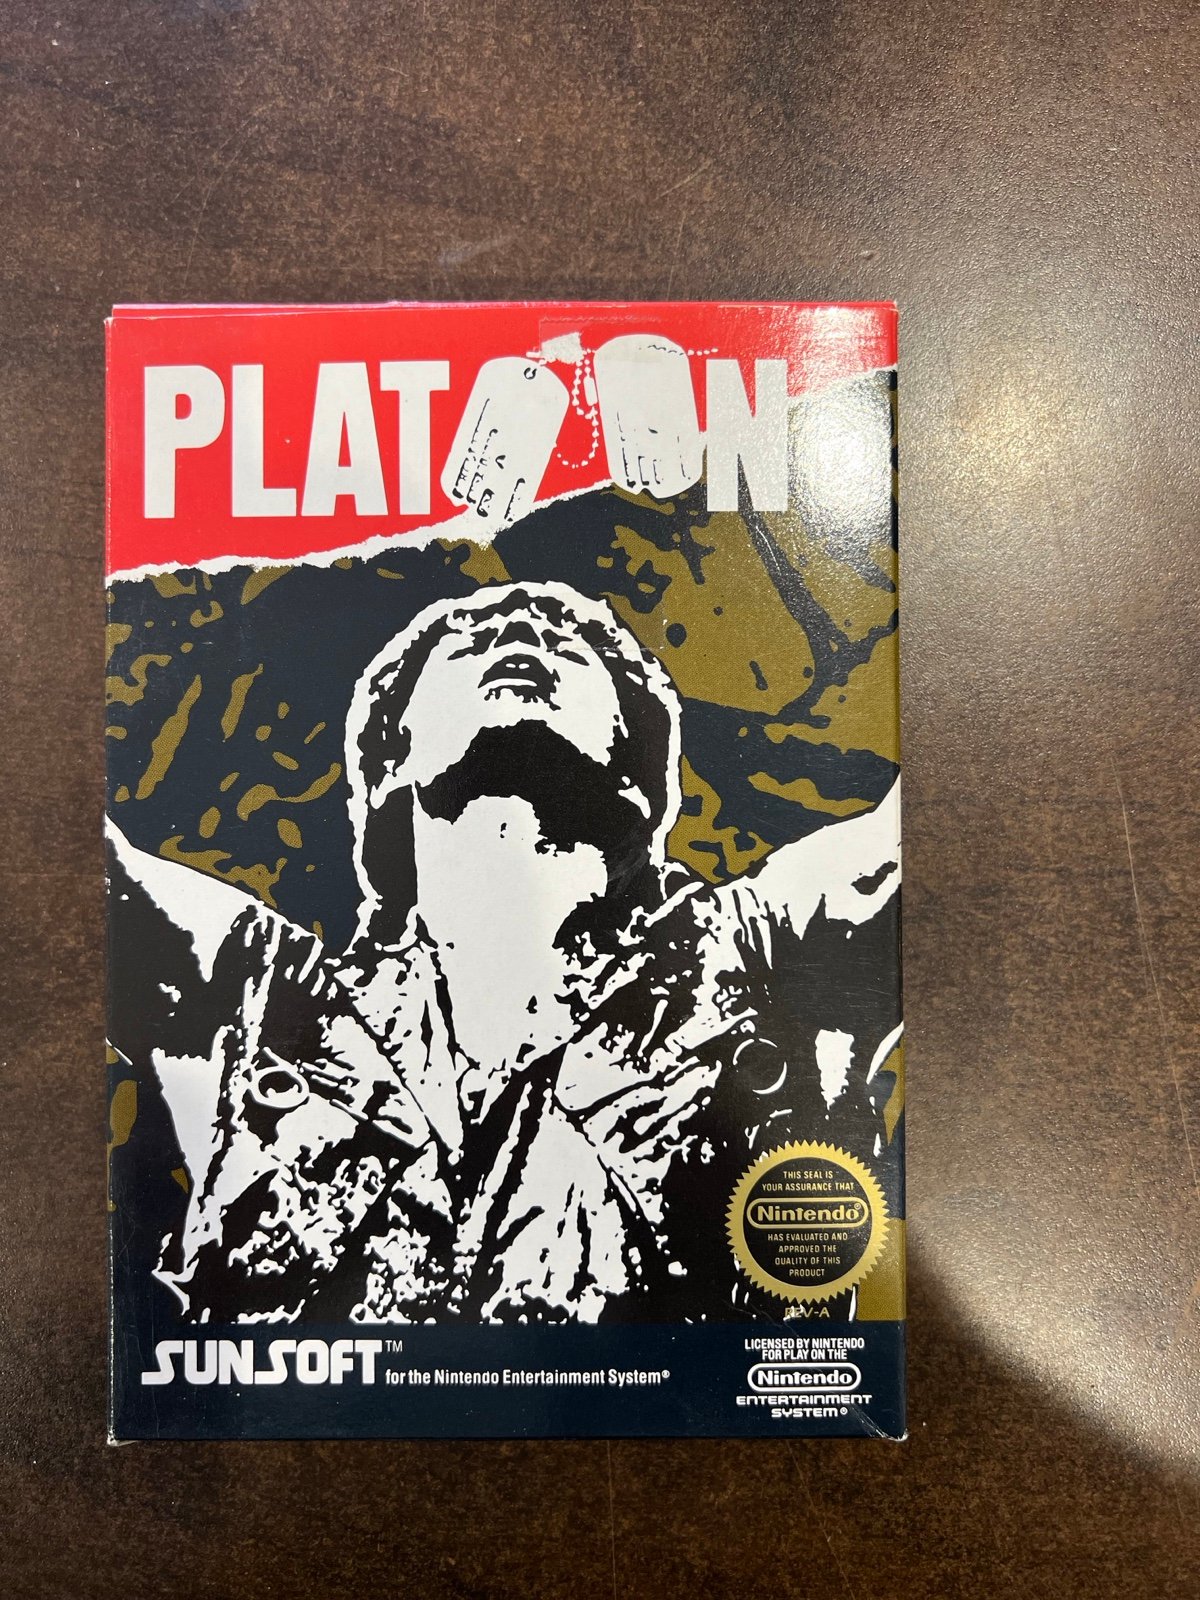 PLATOON
THIS SEAL IS
YOUR ASSURANCE THAT
Nintendo®
HAS EVALUATED AND
APPROVED THE
QUALITY OF THIS
PRODUCT
REV-A
SUNSOFT™
for the Nintendo Entertainment System®
LICENSED BY NINTENDO
FOR PLAY ON THE
Nintendo
ENTERTAINMENT
SYSTEM®